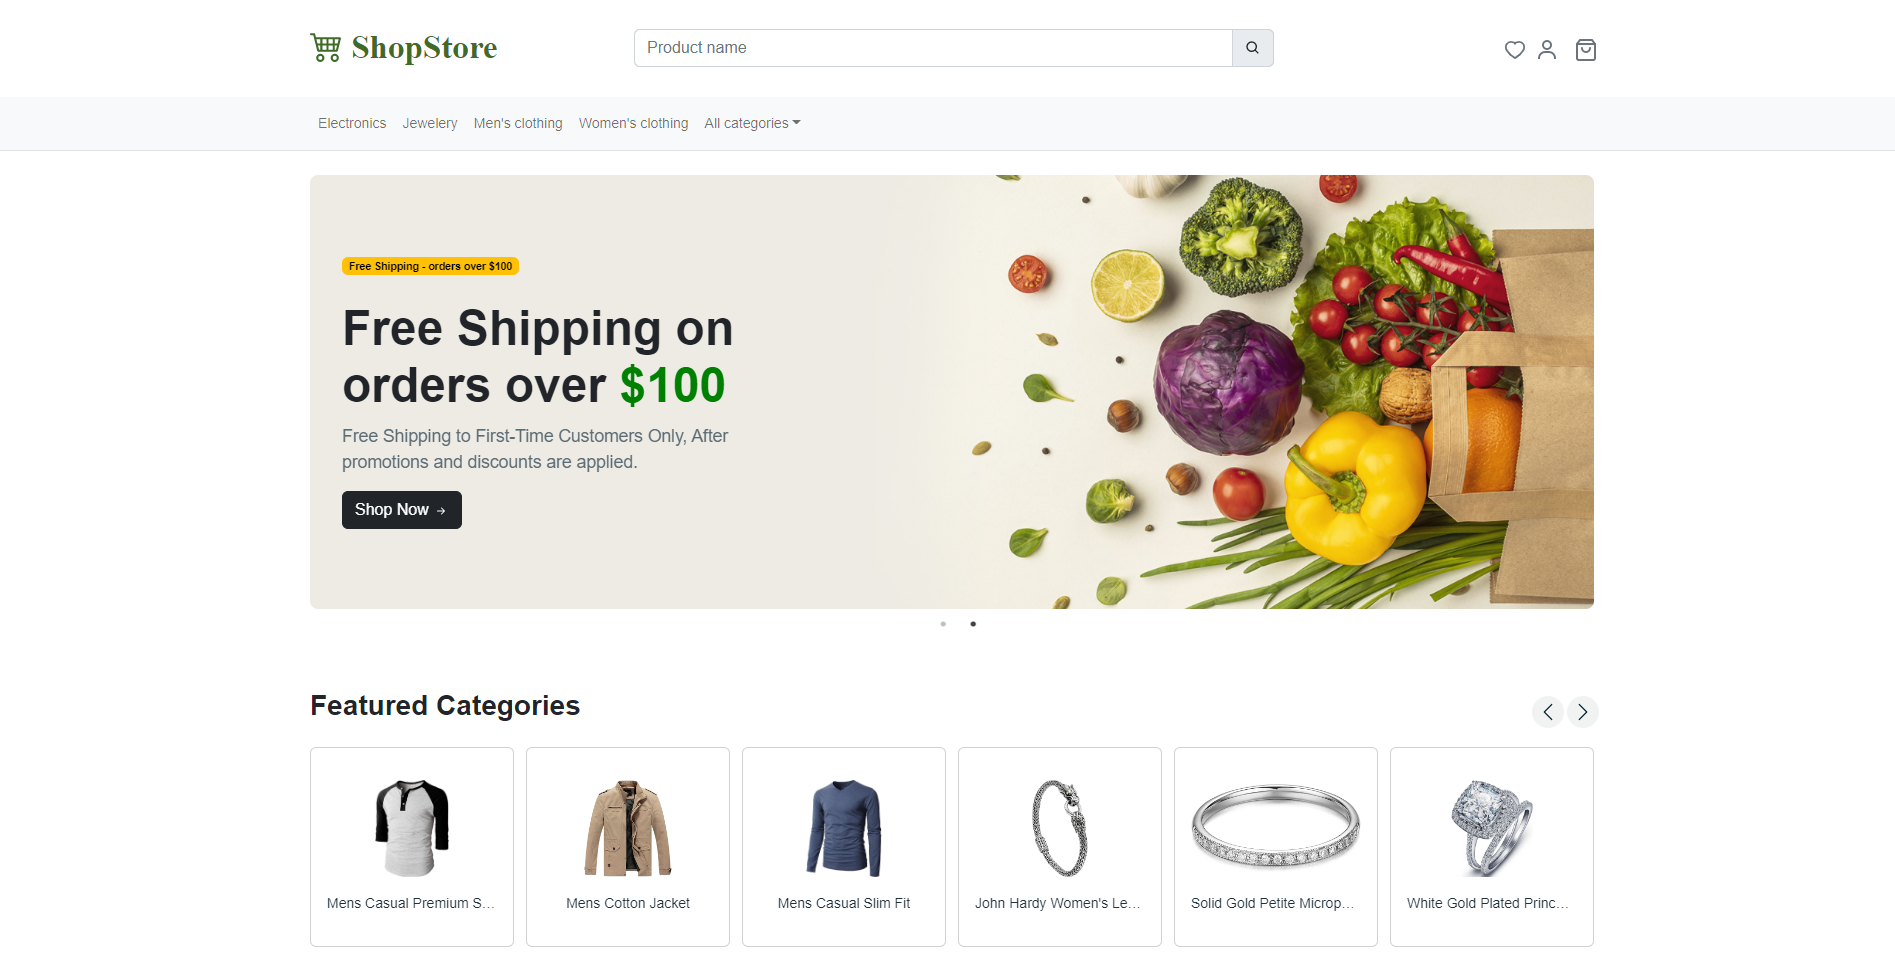 ShopStore
Product name
Electronics
Jewelery
Men's clothing
Women's clothing
All categories
Free Shipping - orders over $100
Free Shipping on
orders over $100
Free Shipping to First-Time Customers Only, After
promotions and discounts are applied.
Shop Now →
Featured Categories
Mens Casual Premium S...
Mens Cotton Jacket
Mens Casual Slim Fit
John Hardy Women's Le...
Solid Gold Petite Microp...
White Gold Plated Princ...